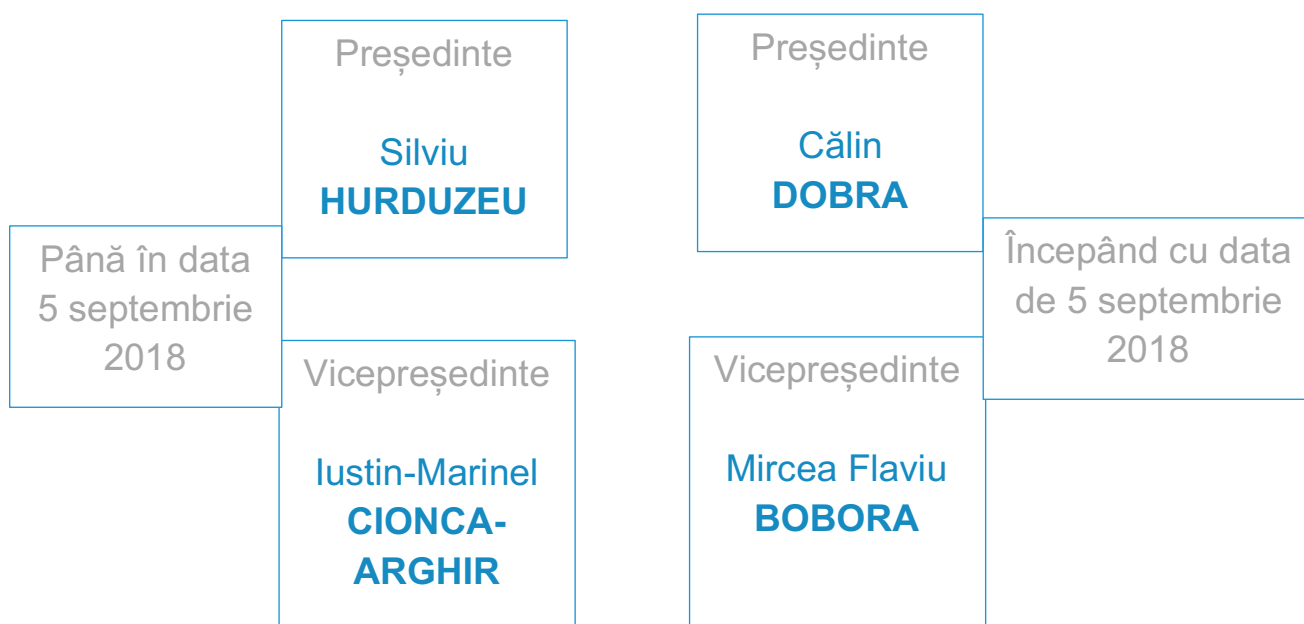 Președinte
Silviu
HURDUZEU
Până în data
5 septembrie
2018
Vicepreședinte
Iustin-Marinel
CIONCA-
ARGHIR
Președinte
Călin
DOBRA
Începând cu data
de 5 septembrie
2018
Vicepreședinte
Mircea Flaviu
BOBORA